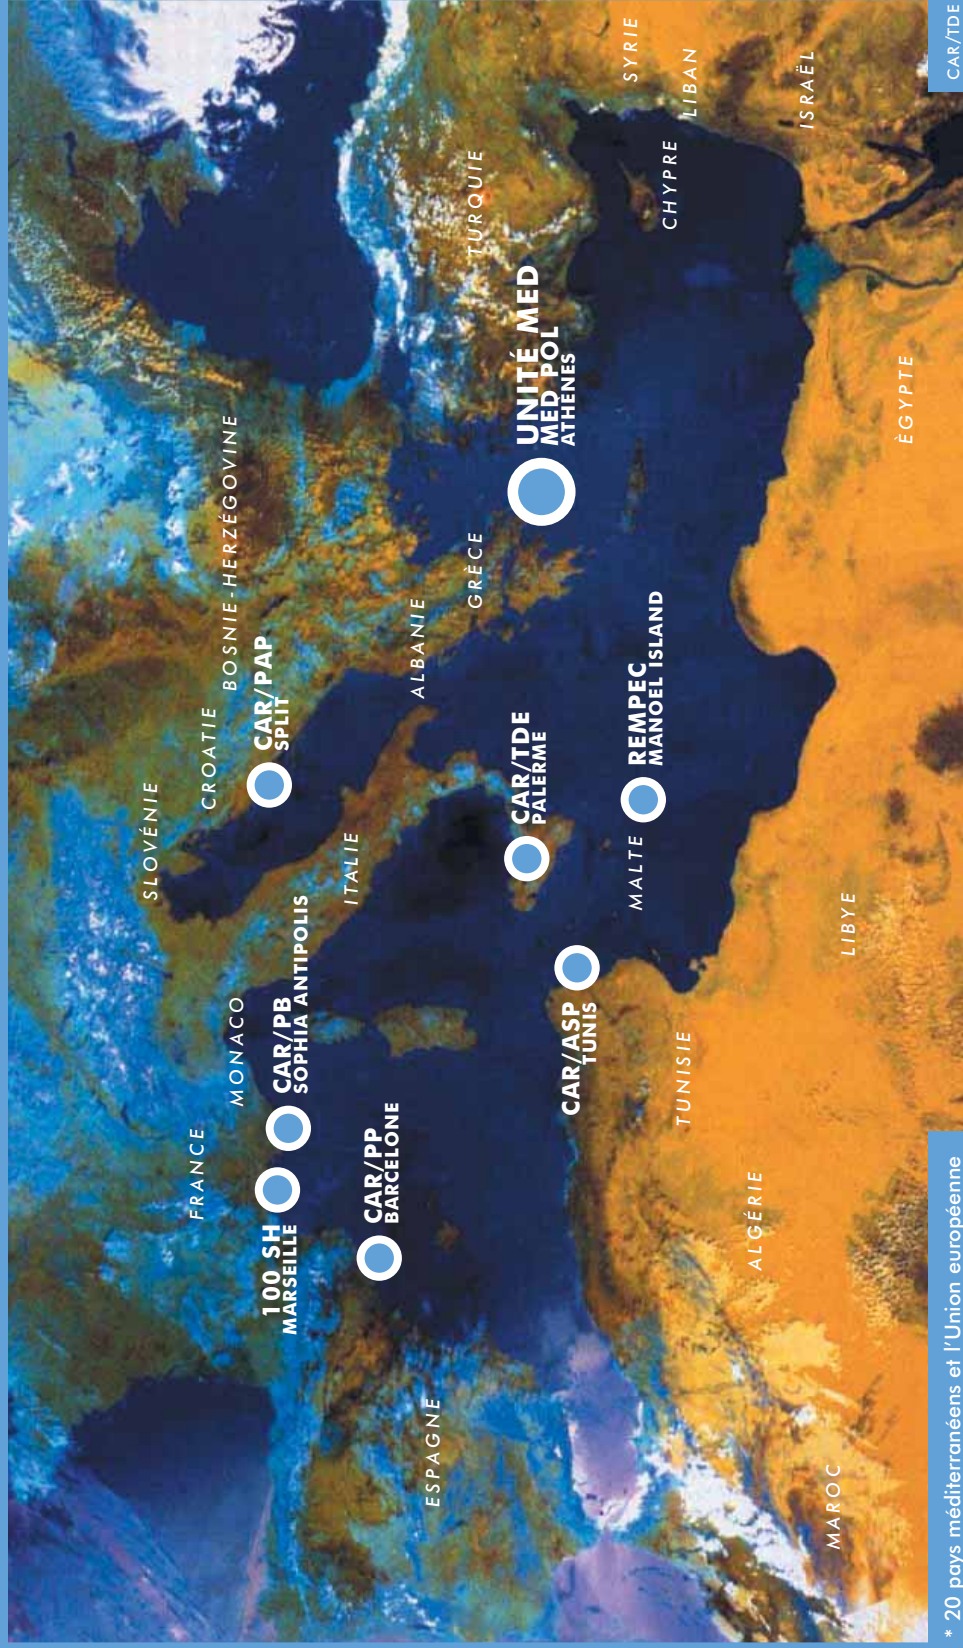 SLOVÉNIE
CROATIE
BOSNIE-HERZÉGOVINE
CAR/PAP
SPLIT
FRANCE
MONACO
100 SH
MARSEILLE
CAR/PB
SOPHIA ANTIPOLIS
ITALIE
CAR/PP
BARCELONE
ALBANIE
ESPAGNE
GRÈCE
TURQUIE
UNITÉ MED
MED POL
ATHENES
CAR/TDE
PALERME
CAR/ASP
TUNIS
MALTE
REMPEC
MANOEL ISLAND
SYRIE
CHYPRE
LIBAN
TUNISIE
ALGÉRIE
ISRAËL
MAROC
LIBYE
ÈGYPTE
* 20 pays méditerranéens et l'Union européenne
CAR/TDE